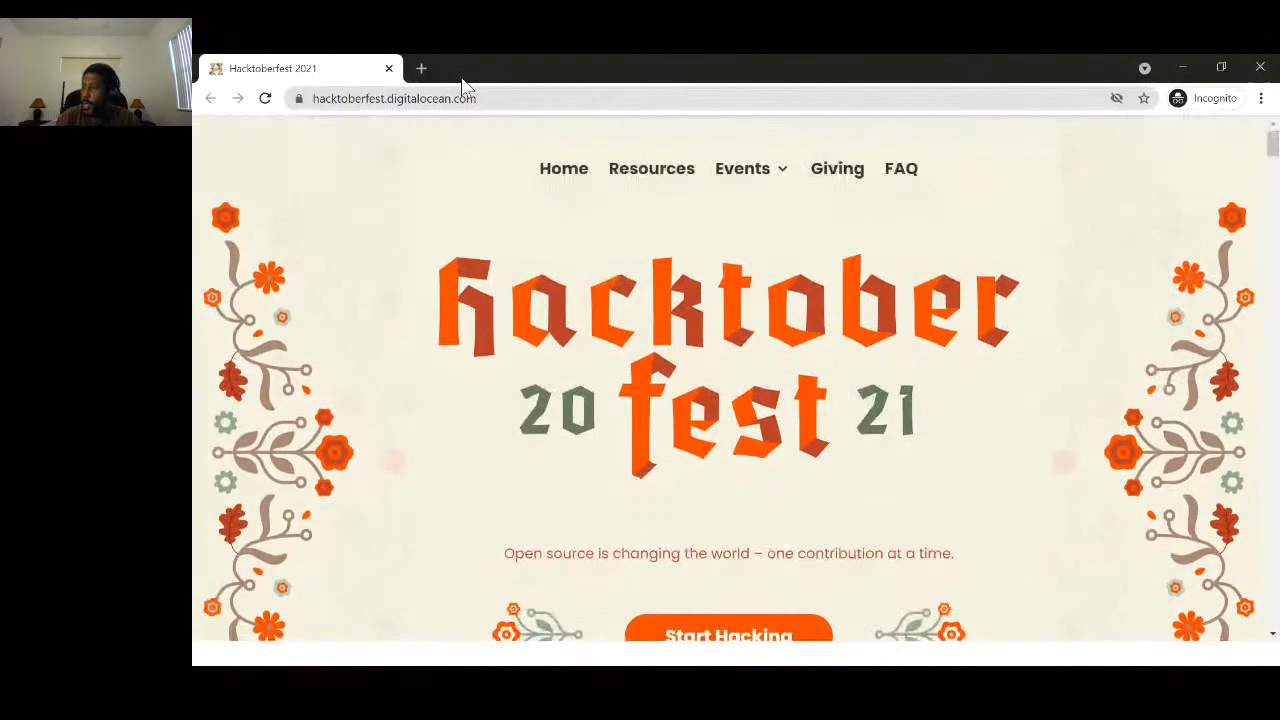 Hacktoberfest 2021
hacktoberfest.digitalocean.com
Incognito
Home Resources Events Giving FAQ
hacktober
20 fest 21
Open source is changing the world – one contribution at a time.
Start Hacking